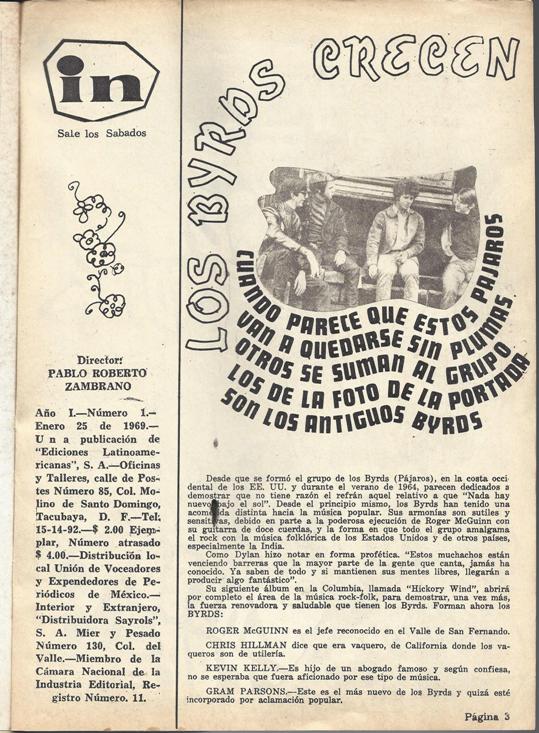 in
Sale los Sabados
Director:
PABLO ROBERTO
ZAMBRANO
Año I.—Número 1.—
Enero 25 de 1969.—
U n a publicación de
"Ediciones Latinoame-
ricanas", S. A.—Oficinas
y Talleres, calle de Pos-
tes Número 85, Col. Mo-
lino de Santo Domingo,
Tacubaya, D. F.—Tel:
15-14-92.—$ 2.00 Ejem-
plar, Número atrasado
$ 4.00.—Distribución lo-
cal Unión de Voceadores
y Expendedores de Pe-
riódicos de México.—
Interior y Extranjero,
"Distribuidora Sayrols",
S. A. Mier y Pesado
Número 130, Col. del
Valle.—Miembro de la
Cámara Nacional de la
Industria Editorial, Re-
gistro Número. 11.
LOS BYRDS CRECEN
CUANDO PARECE QUE ESTOS PAJAROS
VAN A QUEDARSE SIN PLUMAS
OTROS SE SUMAN AL GRUPO
LOS DE LA FOTO DE LA PORTADA
SON LOS ANTIGUOS BYRDS
Desde que se formó el grupo de los Byrds (Pájaros), en la costa occi
dental de los EE. UU. y durante el verano de 1964, parecen dedicados a
demostrar que no tiene razón el refrán aquel relativo a que "Nada hay
nuevo bajo el sol". Desde el principio mismo, los Byrds han tenido una
acometida distinta hacia la música popular. Sus armonías son sutiles y
sensitivas, debido en parte a la poderosa ejecución de Roger McGuinn con
su guitarra de doce cuerdas, y la forma en que todo el grupo amalgama
el rock con la música folklórica de los Estados Unidos y de otros países,
especialmente la India.
Como Dylan hizo notar en forma profética. "Estos muchachos están
venciendo barreras que la mayor parte de la gente que canta, jamás ha
conocido. Ya saben de todo y si mantienen sus mentes libres, llegarán a
producir algo fantástico".
Su siguiente álbum en la Columbia, llamada "Hickory Wind", abrirá
por completo el área de la música rock-folk, para demostrar, una vez más,
la fuerza renovadora y saludable que tienen los Byrds. Forman ahora los
BYRDS:
ROGER McGUINN es el jefe reconocido en el Valle de San Fernando.
CHRIS HILLMAN dice que era vaquero, de California donde los va-
queros son de utilería.
KEVIN KELLY.—Es hijo de un abogado famoso y según confiesa,
no se esperaba que fuera aficionado por ese tipo de música.
GRAM PARSONS.—Este es el más nuevo de los Byrds y quizá esté
incorporado por aclamación popular.
Página 3